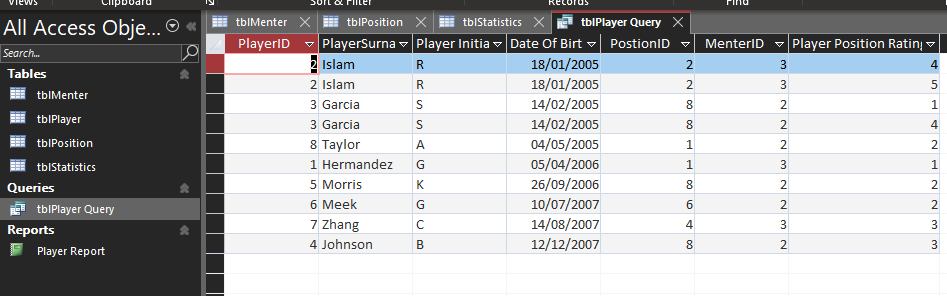 Views Clipboard Sort & Filter Records Find
All Access Obje...
Search...
Tables
tblMenter
tblPlayer
tblPosition
tblStatistics
Queries
tblPlayer Query
Reports
Player Report
tblMenter tblPosition tblStatistics tblPlayer Query
PlayerID PlayerSurna Player Initia Date Of Birt PostionID MenterID Player Position Rating
2 Islam R 18/01/2005 2 3 4
2 Islam R 18/01/2005 2 3 5
3 Garcia S 14/02/2005 8 2 1
3 Garcia S 14/02/2005 8 2 4
8 Taylor A 04/05/2005 1 2 2
1 Hermandez G 05/04/2006 1 3 1
5 Morris K 26/09/2006 8 2 2
6 Meek G 10/07/2007 6 2 2
7 Zhang C 14/08/2007 4 3 3
4 Johnson B 12/12/2007 8 2 3